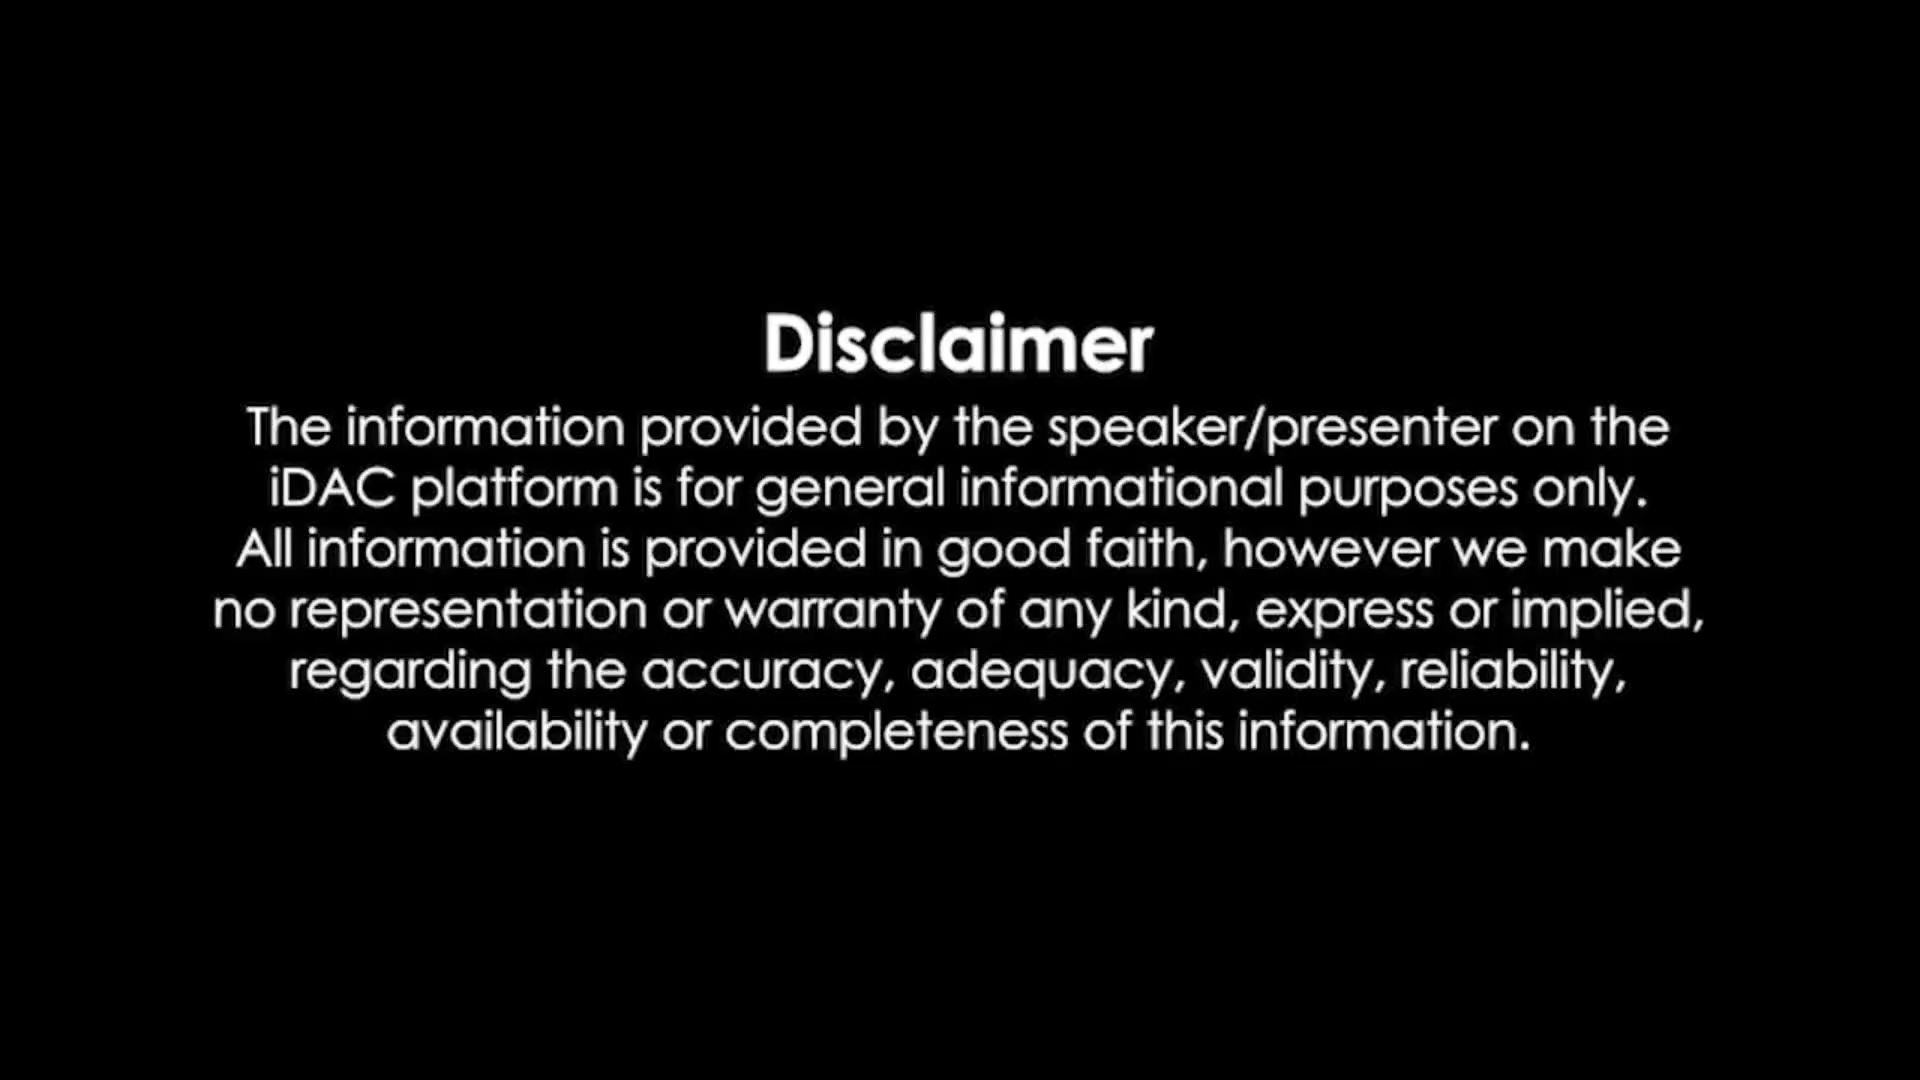 Disclaimer
The information provided by the speaker/presenter on the
iDAC platform is for general informational purposes only.
All information is provided in good faith, however we make
no representation or warranty of any kind, express or implied,
regarding the accuracy, adequacy, validity, reliability,
availability or completeness of this information.